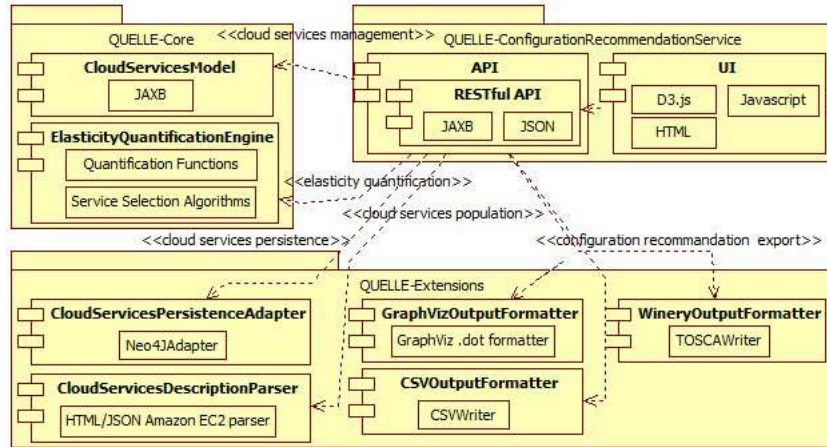 QUELLE-Core
<<cloud services management>>
QUELLE-ConfigurationRecommendationService
CloudServicesModel
JAXB
API
RESTful API
JAXB
JSON
UI
D3.js
Javascript
HTML
ElasticityQuantificationEngine
Quantification Functions
Service Selection Algorithms
<<elasticity quantification>>
<<cloud services population>>
<<cloud services persistence>>
<<configuration recommandation export>>
QUELLE-Extensions
CloudServicesPersistenceAdapter
Neo4JAdapter
GraphVizOutputFormatter
GraphViz .dot formatter
WineryOutputFormatter
TOSCAWriter
CloudServicesDescriptionParser
HTML/JSON Amazon EC2 parser
CSVOutputFormatter
CSVWriter